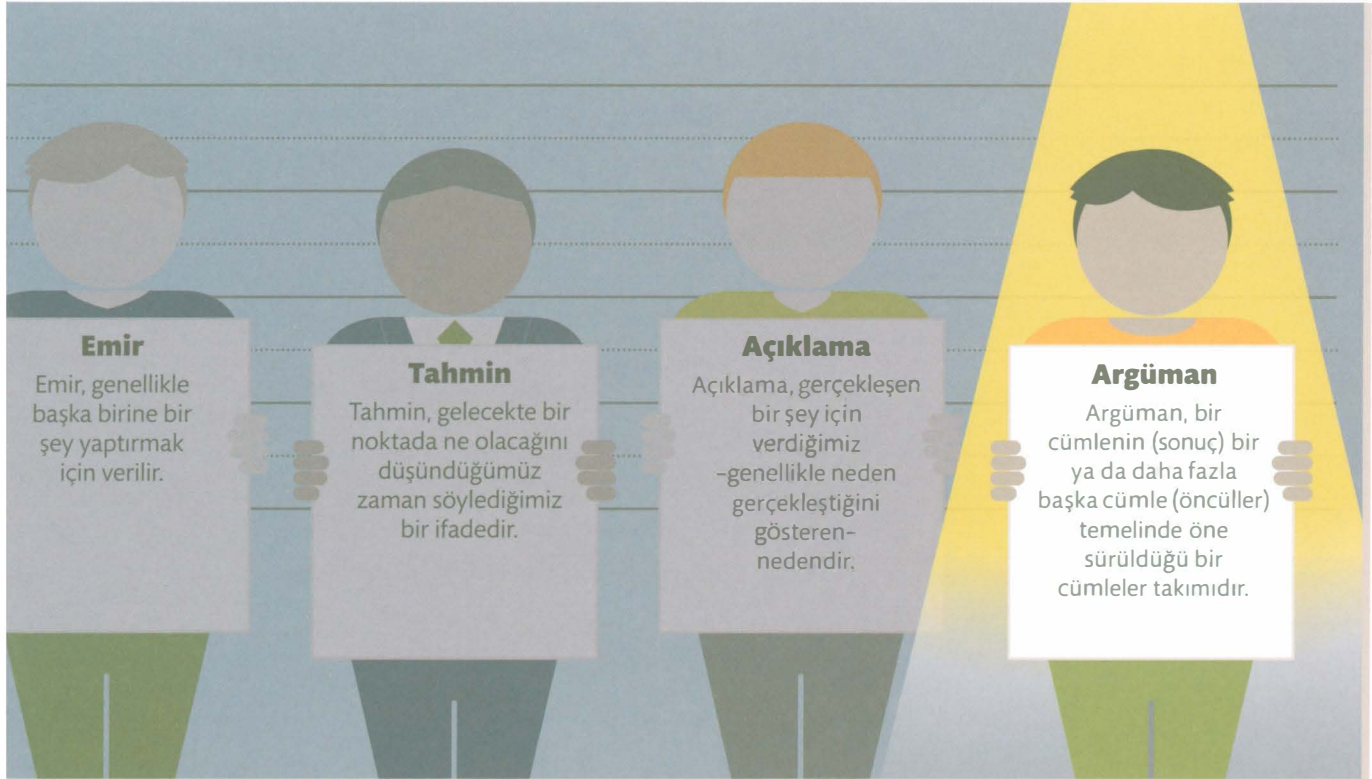 Emir
Emir, genellikle
başka birine bir
şey yaptırmak
için verilir.
Tahmin
Tahmin, gelecekte bir
noktada ne olacağını
düşündüğümüz
zaman söylediğimiz
bir ifadedir.
Açıklama
Açıklama, gerçekleşen
bir şey için
verdiğimiz
–genellikle neden
gerçekleştiğini
gösteren–
nedendir.
Argüman
Argüman, bir
cümlenin (sonuç) bir
ya da daha fazla
başka cümle (öncüller)
temelinde öne
sürüldüğü bir
cümleler takımıdır.